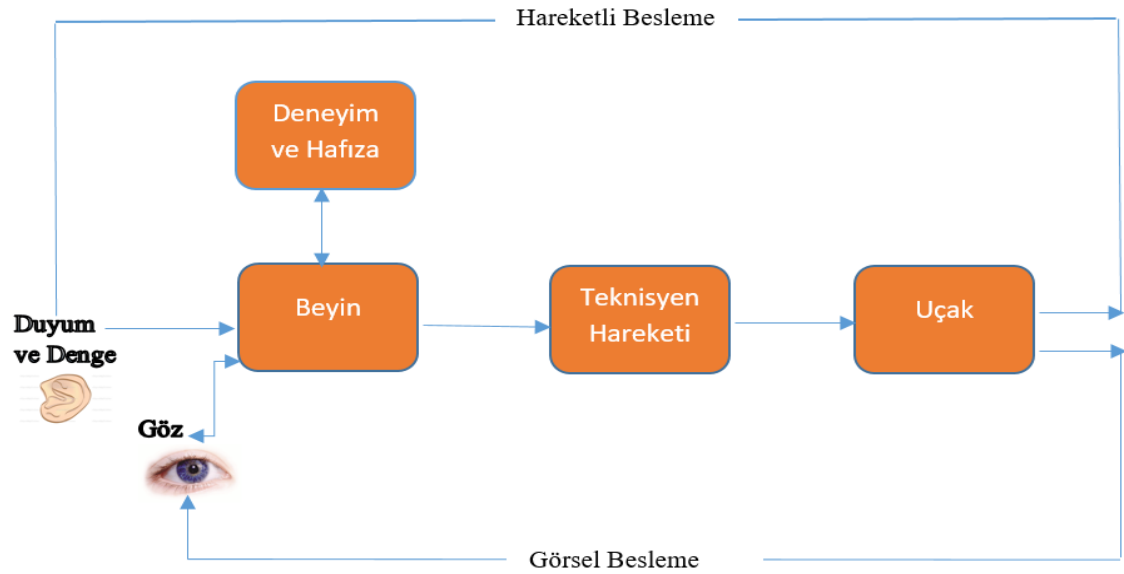 Hareketli Besleme
Deneyim
ve Hafıza
Beyin
Teknisyen
Hareketi
Uçak
Duyum
ve Denge
Göz
Görsel Besleme